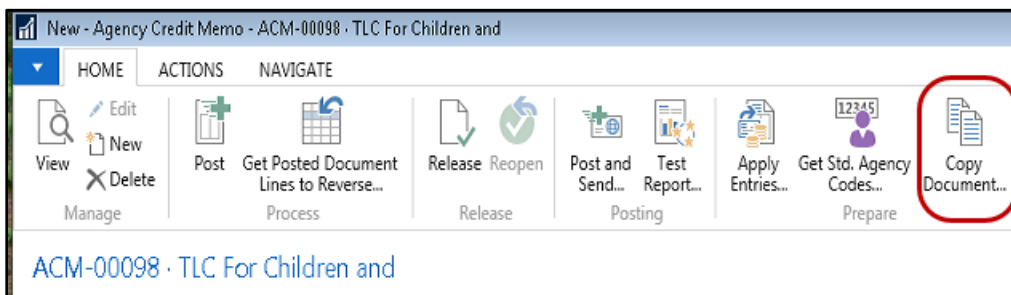 New - Agency Credit Memo - ACM-00098 · TLC For Children and
HOME ACTIONS NAVIGATE
View
Edit
New
Delete
Manage
Post
Get Posted Document
Lines to Reverse...
Process
Release
Reopen
Release
Post and
Send...
Test
Report...
Posting
Apply
Entries...
12345
Get Std. Agency
Codes...
Copy
Document...
Prepare
ACM-00098 · TLC For Children and